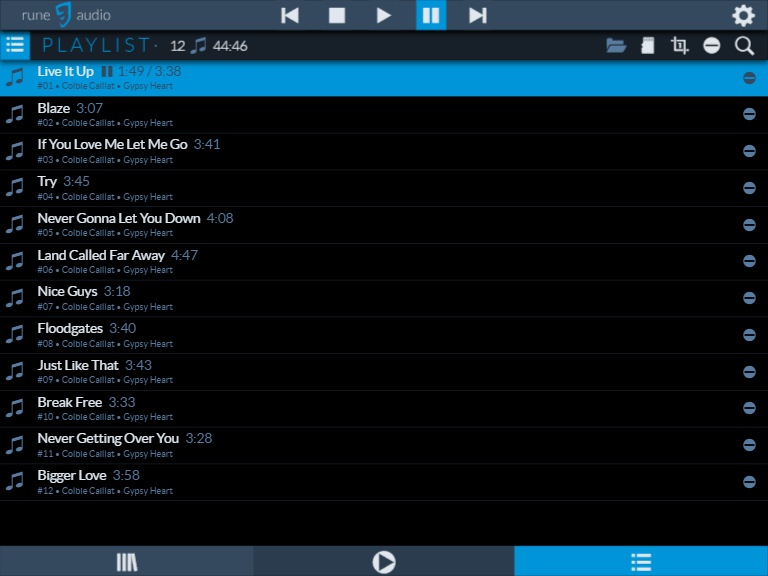 rune audio
PLAYLIST · 12 44:46
Live It Up 1:49 / 3:38
#01 • Colbie Caillat • Gypsy Heart
Blaze 3:07
#02 • Colbie Caillat • Gypsy Heart
If You Love Me Let Me Go 3:41
#03 • Colbie Caillat • Gypsy Heart
Try 3:45
#04 • Colbie Caillat • Gypsy Heart
Never Gonna Let You Down 4:08
#05 • Colbie Caillat • Gypsy Heart
Land Called Far Away 4:47
#06 • Colbie Caillat • Gypsy Heart
Nice Guys 3:18
#07 • Colbie Caillat • Gypsy Heart
Floodgates 3:40
#08 • Colbie Caillat • Gypsy Heart
Just Like That 3:43
#09 • Colbie Caillat • Gypsy Heart
Break Free 3:33
#10 • Colbie Caillat • Gypsy Heart
Never Getting Over You 3:28
#11 • Colbie Caillat • Gypsy Heart
Bigger Love 3:58
#12 • Colbie Caillat • Gypsy Heart